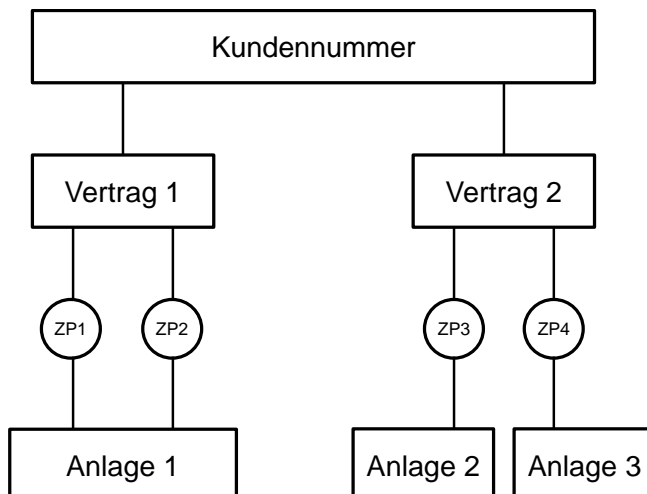 Kundennummer
Vertrag 1 Vertrag 2
ZP1 ZP2 ZP3 ZP4
Anlage 1 Anlage 2 Anlage 3